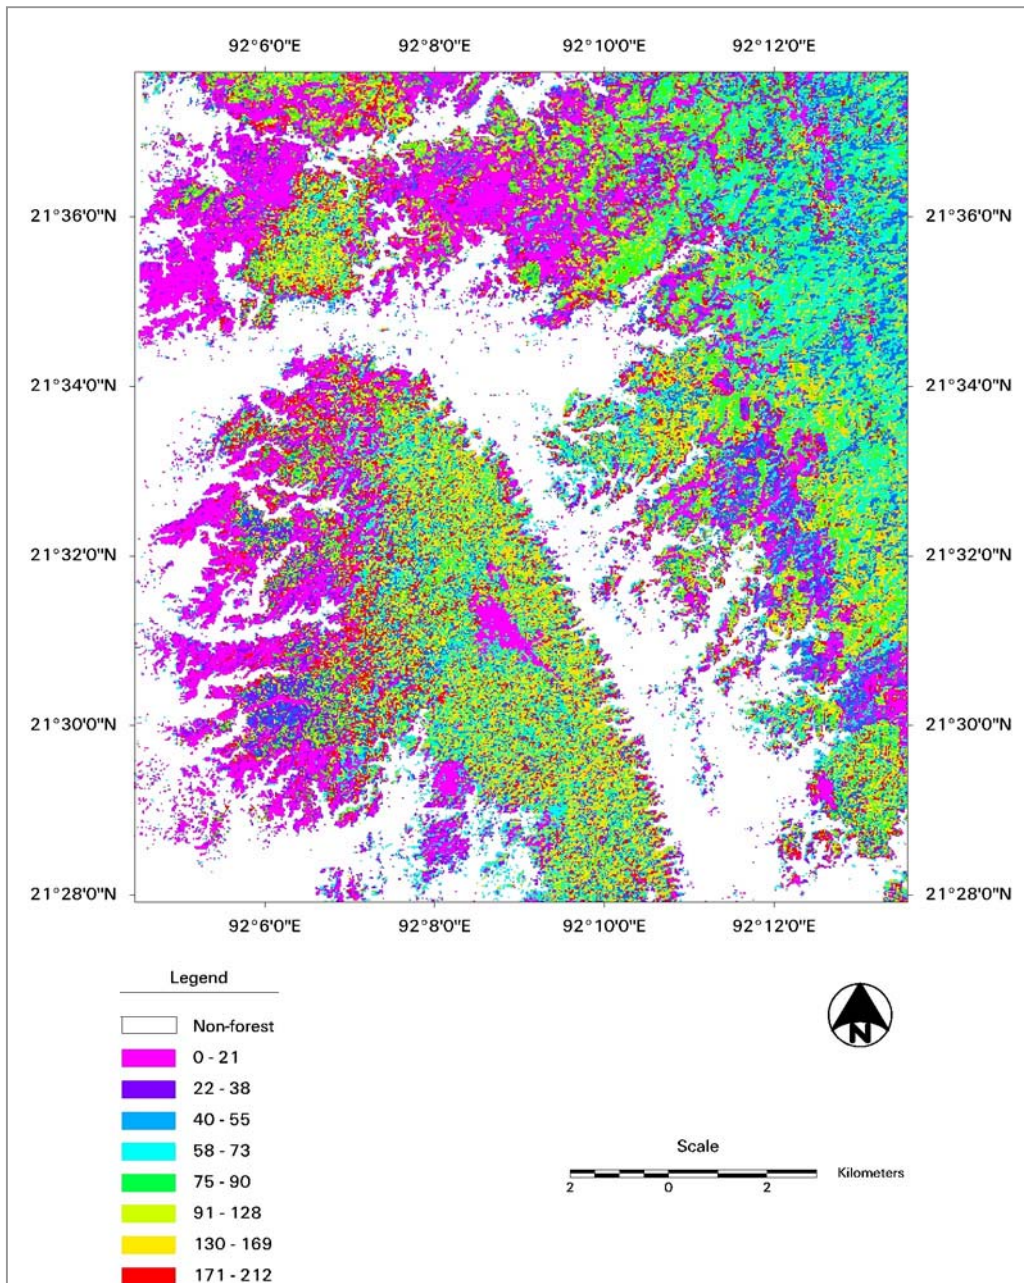 92°6'0"E 92°8'0"E 92°10'0"E 92°12'0"E
21°36'0"N 21°36'0"N
21°34'0"N 21°34'0"N
21°32'0"N 21°32'0"N
21°30'0"N 21°30'0"N
21°28'0"N 21°28'0"N
92°6'0"E 92°8'0"E 92°10'0"E 92°12'0"E
Legend
Non-forest
0 - 21
22 - 38
40 - 55
58 - 73
75 - 90
91 - 128
130 - 169
171 - 212
N
Scale
Kilometers
2 0 2